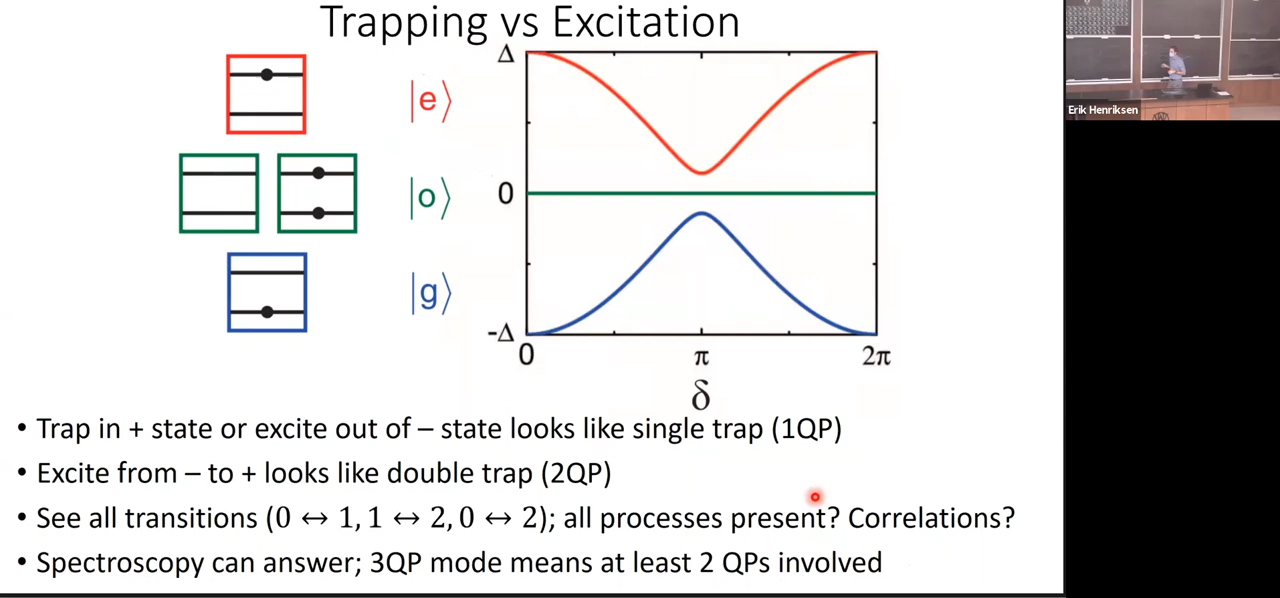 Trapping vs Excitation
Δ
|e⟩
|o⟩
0
|g⟩
-Δ
0
π
2π
δ
• Trap in + state or excite out of – state looks like single trap (1QP)
• Excite from – to + looks like double trap (2QP)
• See all transitions (0 ↔ 1, 1 ↔ 2, 0 ↔ 2); all processes present? Correlations?
• Spectroscopy can answer; 3QP mode means at least 2 QPs involved
Erik Henriksen